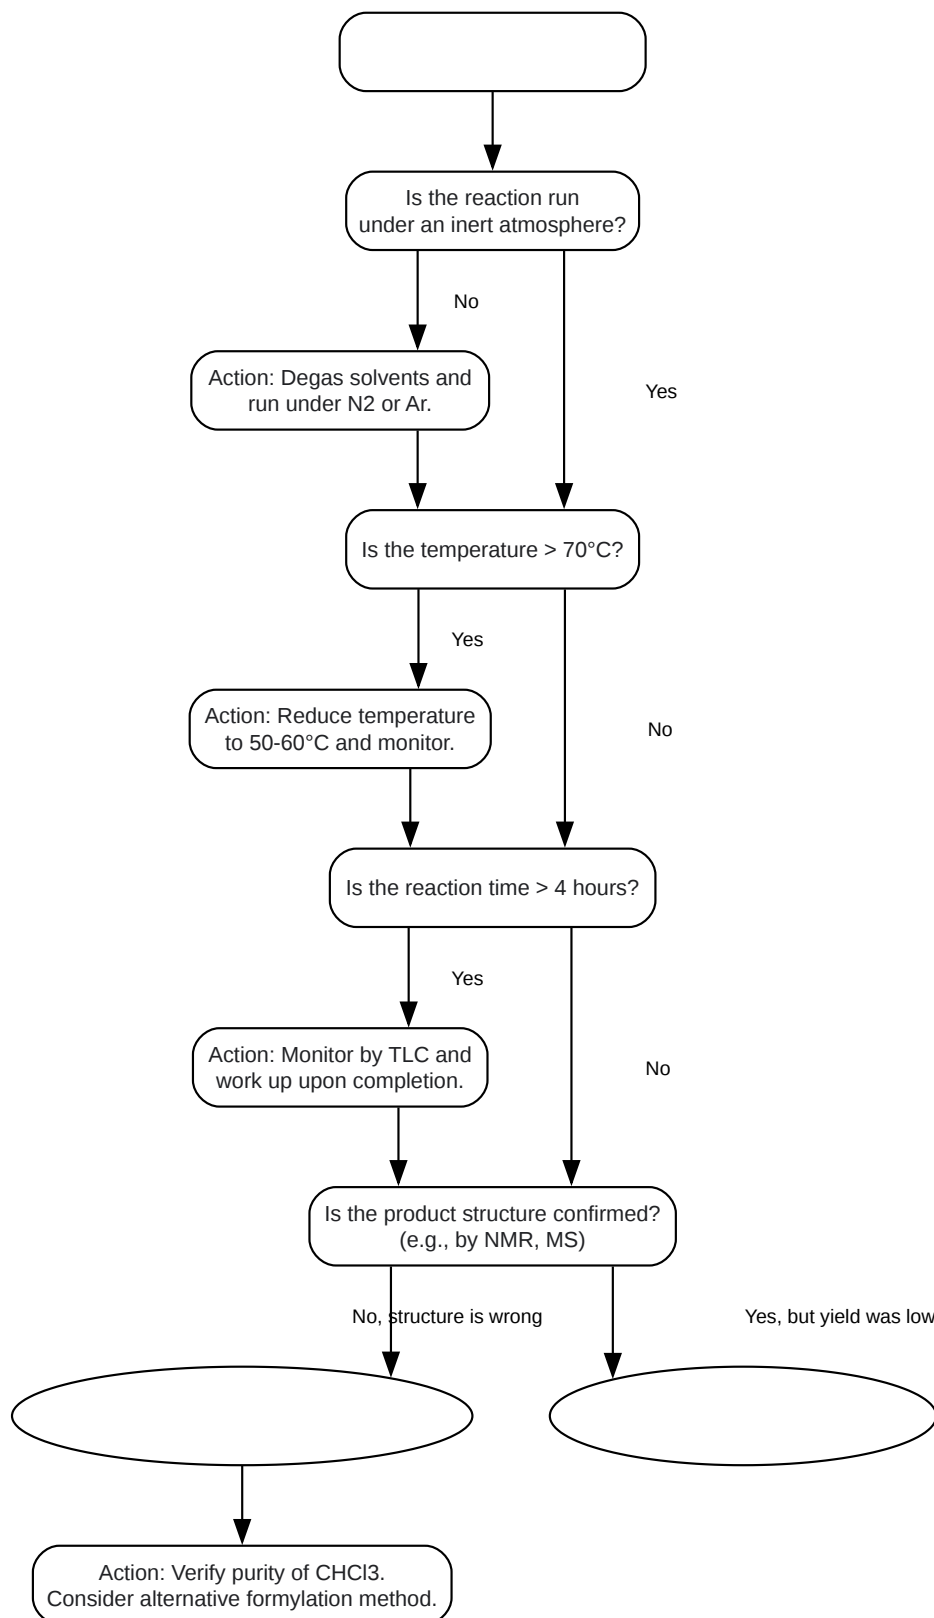 Is the reaction run
under an inert atmosphere?
No
Yes
Action: Degas solvents and
run under N2 or Ar.
Is the temperature > 70°C?
Yes
No
Action: Reduce temperature
to 50-60°C and monitor.
Is the reaction time > 4 hours?
Yes
No
Action: Monitor by TLC and
work up upon completion.
Is the product structure confirmed?
(e.g., by NMR, MS)
No, structure is wrong
Yes, but yield was low
Action: Verify purity of CHCl3.
Consider alternative formylation method.